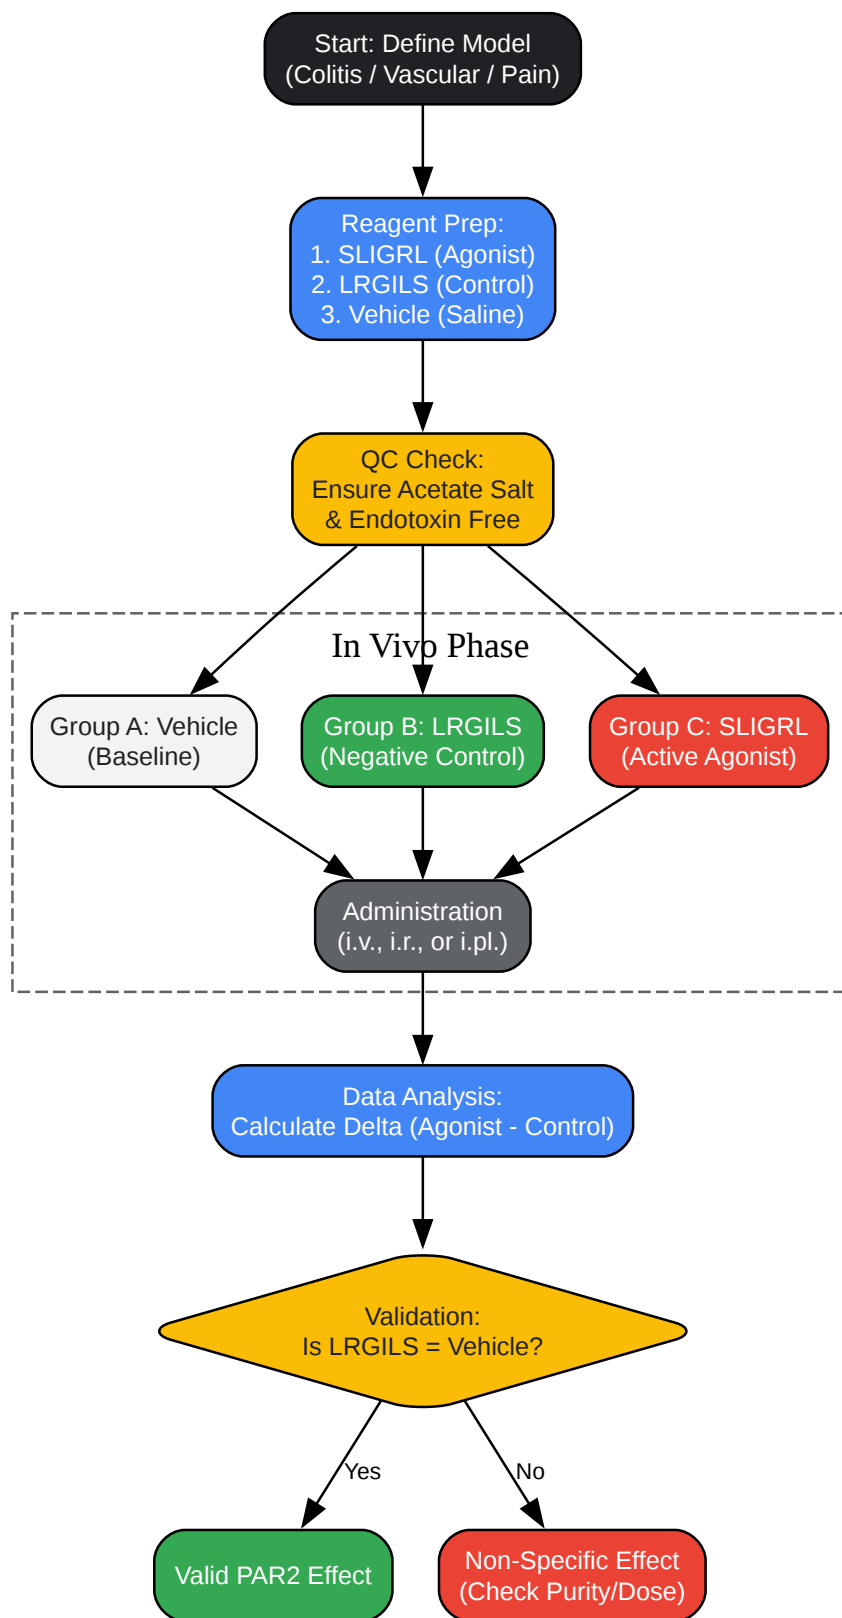 Start: Define Model
(Colitis / Vascular / Pain)
Reagent Prep:
1. SLIGRL (Agonist)
2. LRGILS (Control)
3. Vehicle (Saline)
QC Check:
Ensure Acetate Salt
& Endotoxin Free
In Vivo Phase
Group A: Vehicle
(Baseline)
Group B: LRGILS
(Negative Control)
Group C: SLIGRL
(Active Agonist)
Administration
(i.v., i.r., or i.pl.)
Data Analysis:
Calculate Delta (Agonist - Control)
Validation:
Is LRGILS = Vehicle?
Yes
No
Valid PAR2 Effect
Non-Specific Effect
(Check Purity/Dose)